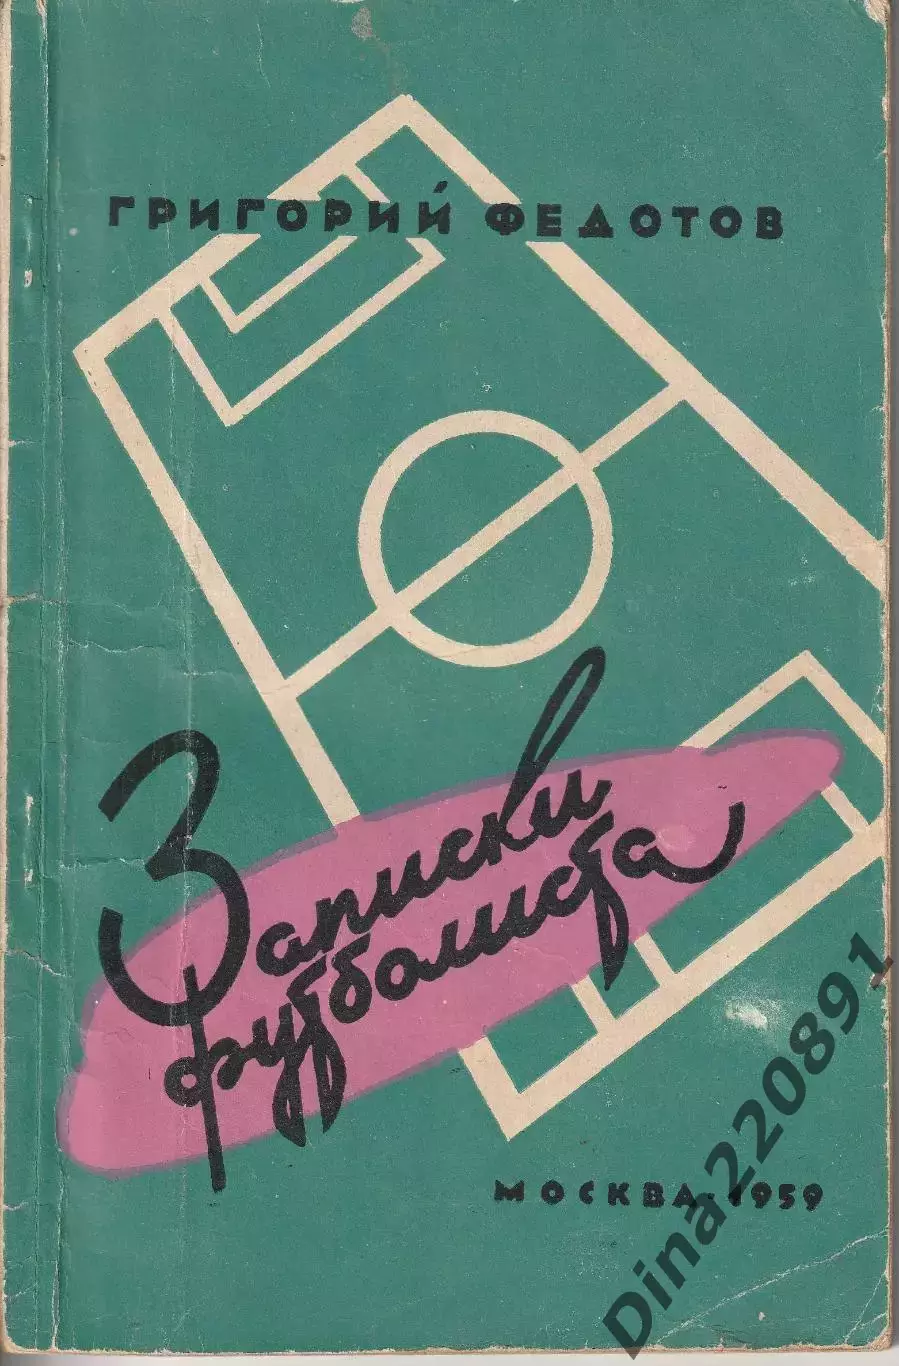 ГРИГОРИЙ ФЕДОТОВ
Записки
футболиста
МОСКВА·1959
Dina220891